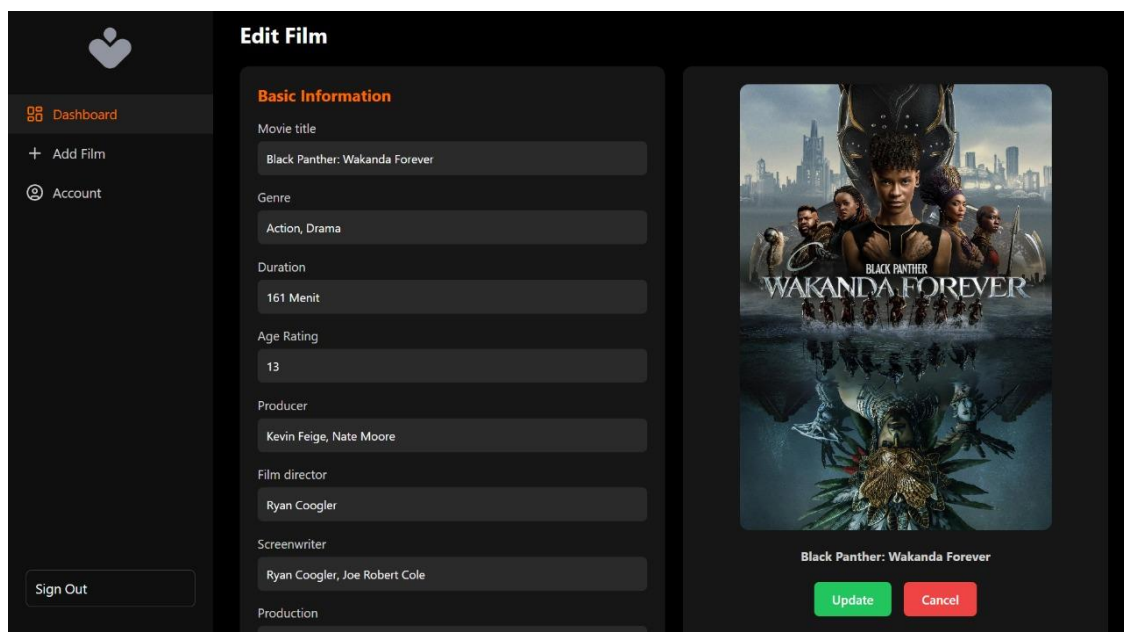 Edit Film
Dashboard
Add Film
Account
Sign Out
Basic Information
Movie title
Black Panther: Wakanda Forever
Genre
Action, Drama
Duration
161 Menit
Age Rating
13
Producer
Kevin Feige, Nate Moore
Film director
Ryan Coogler
Screenwriter
Ryan Coogler, Joe Robert Cole
Production
BLACK PANTHER
WAKANDA FOREVER
Black Panther: Wakanda Forever
Update
Cancel